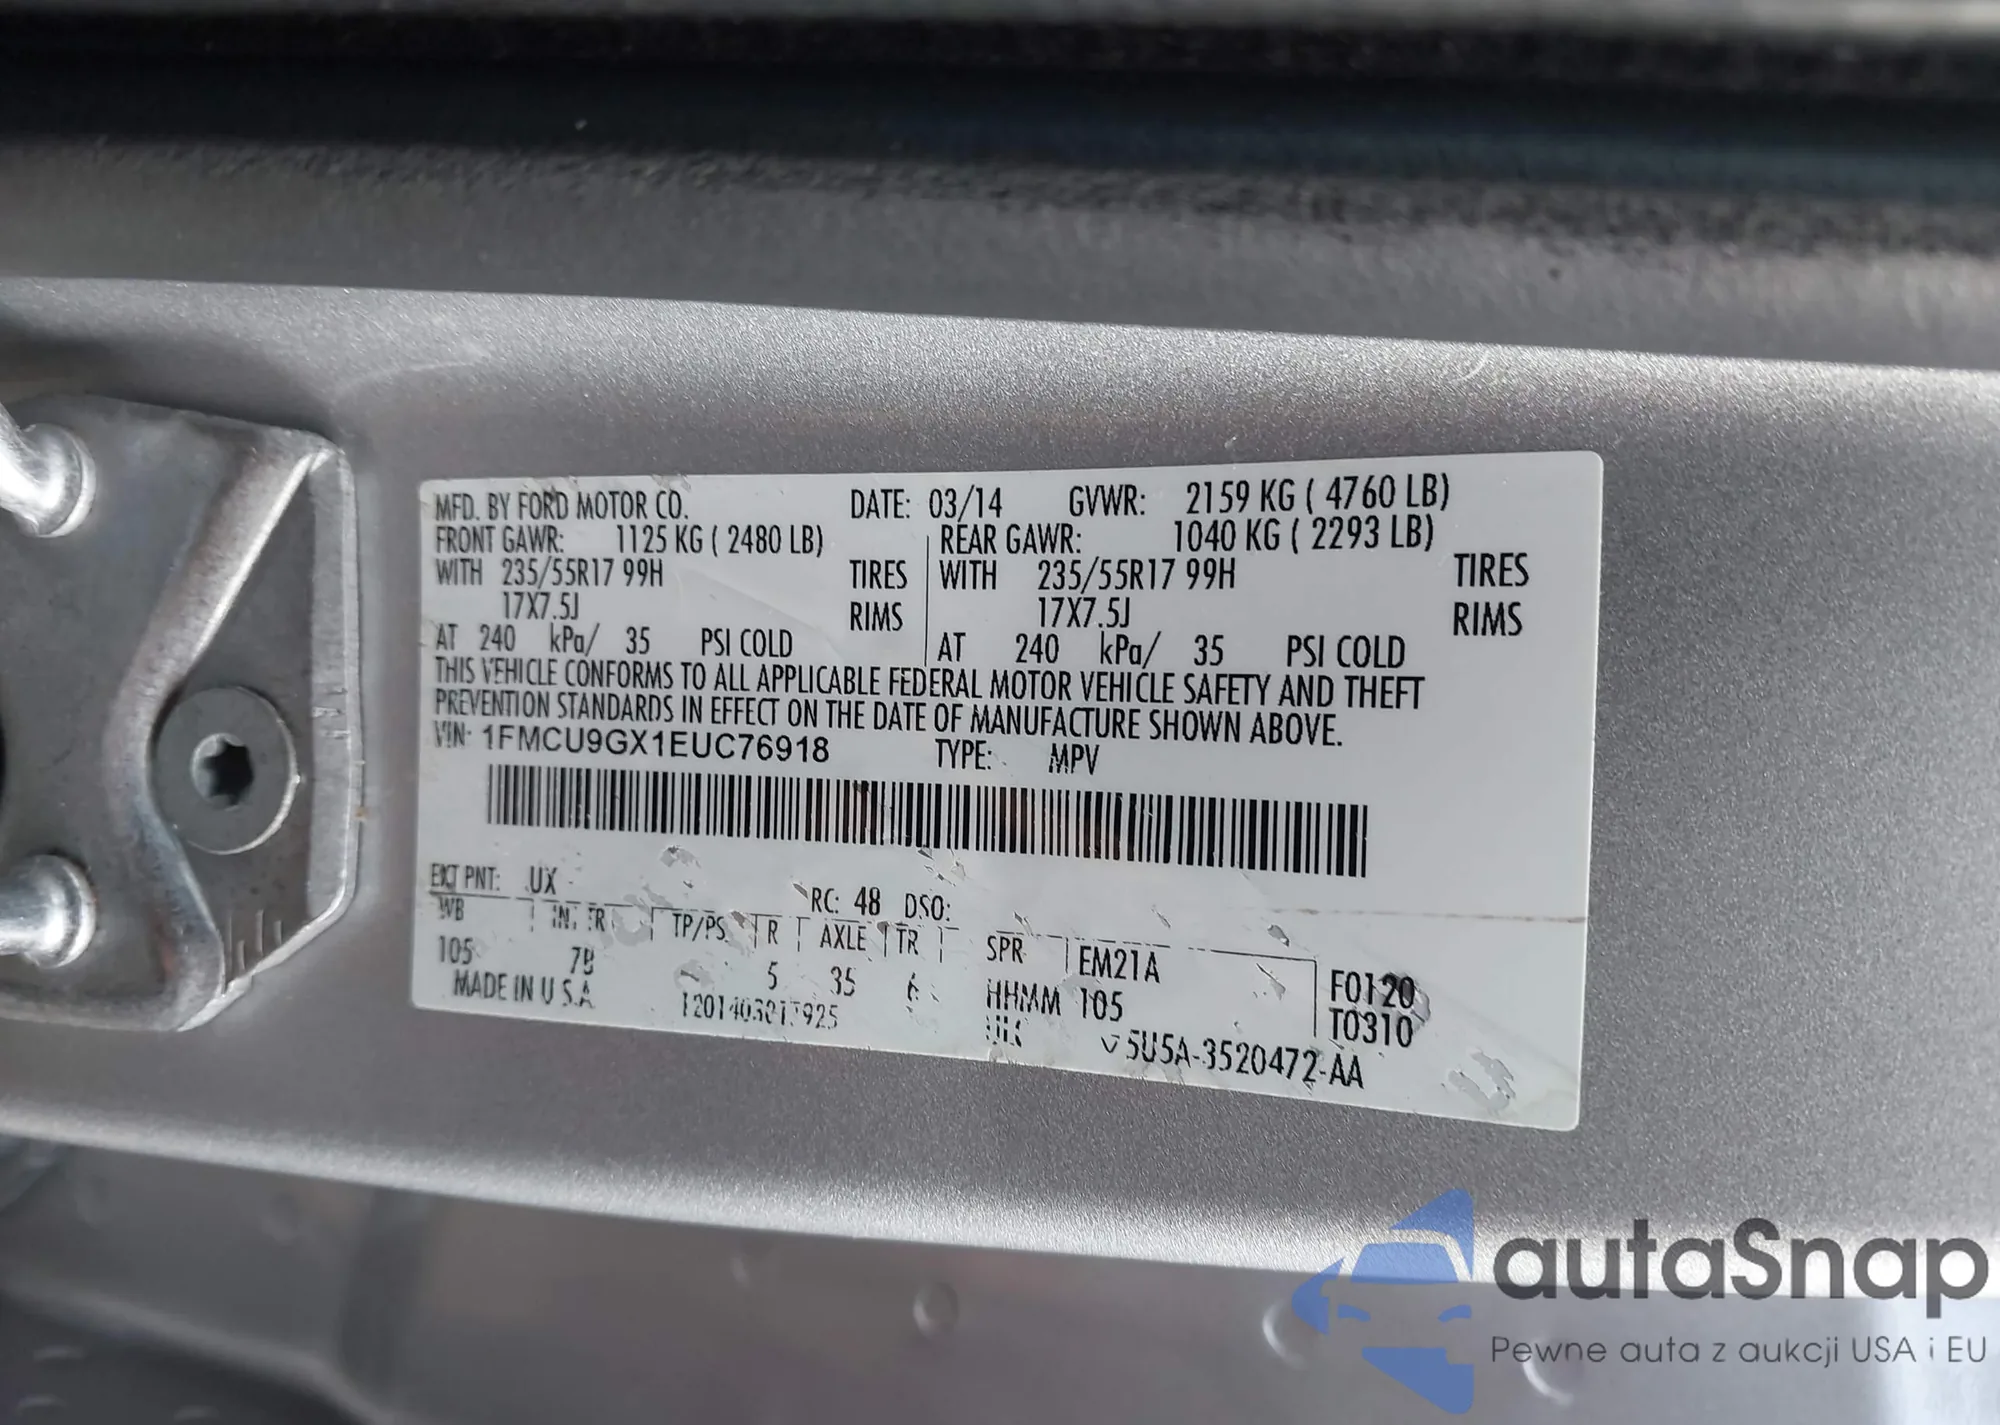 MFD. BY FORD MOTOR CO. DATE: 03/14 GVWR: 2159 KG ( 4760 LB)
FRONT GAWR: 1125 KG ( 2480 LB) REAR GAWR: 1040 KG ( 2293 LB)
WITH 235/55R17 99H TIRES WITH 235/55R17 99H TIRES
17X7.5J RIMS 17X7.5J RIMS
AT 240 kPa/ 35 PSI COLD AT 240 kPa/ 35 PSI COLD
THIS VEHICLE CONFORMS TO ALL APPLICABLE FEDERAL MOTOR VEHICLE SAFETY AND THEFT
PREVENTION STANDARDS IN EFFECT ON THE DATE OF MANUFACTURE SHOWN ABOVE.
VIN: 1FMCU9GX1EUC76918 TYPE: MPV
EXT PNT: UX RC: 48 DSO:
WB INT TR TP/PS R AXLE TR SPR EM21A F0120
105 7B 5 35 6 HHMM 105 T0310
MADE IN U.S.A. 5U5A-3520472-AA
autaSnap
Pewne auta z aukcji USA i EU